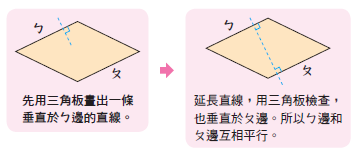 ㄅ
ㄆ
先用三角板畫出一條
垂直於ㄅ邊的直線。
ㄅ
ㄆ
延長直線，用三角板檢查，
也垂直於ㄆ邊。所以ㄅ邊和
ㄆ邊互相平行。